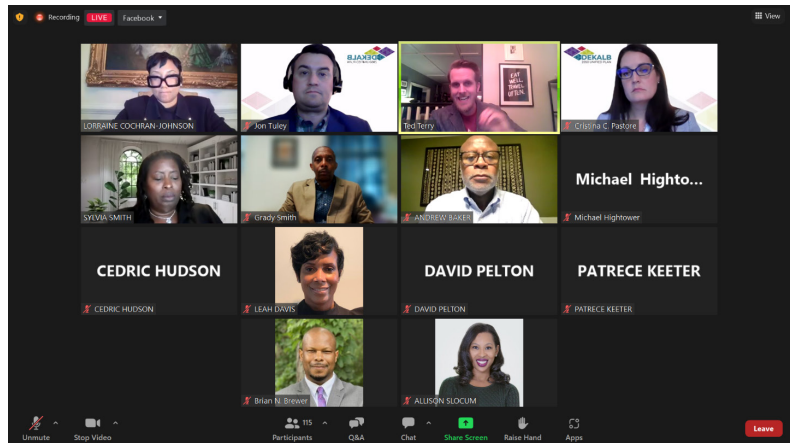 Recording LIVE Facebook View
DEKALB
DEKALB
EAT
WELL.
TRAVEL
OFTEN.
LORRAINE COCHRAN-JOHNSON
Jon Tuley
Ted Terry
Cristina C. Pastore
Michael Highto...
SYLVIA SMITH
Grady Smith
ANDREW BAKER
Michael Hightower
CEDRIC HUDSON
DAVID PELTON
PATRECE KEETER
CEDRIC HUDSON
LEAH DAVIS
DAVID PELTON
PATRECE KEETER
Brian N. Brewer
ALLISON SLOCUM
115
Unmute
Stop Video
Participants
Q&A
Chat
Share Screen
Raise Hand
Apps
Leave